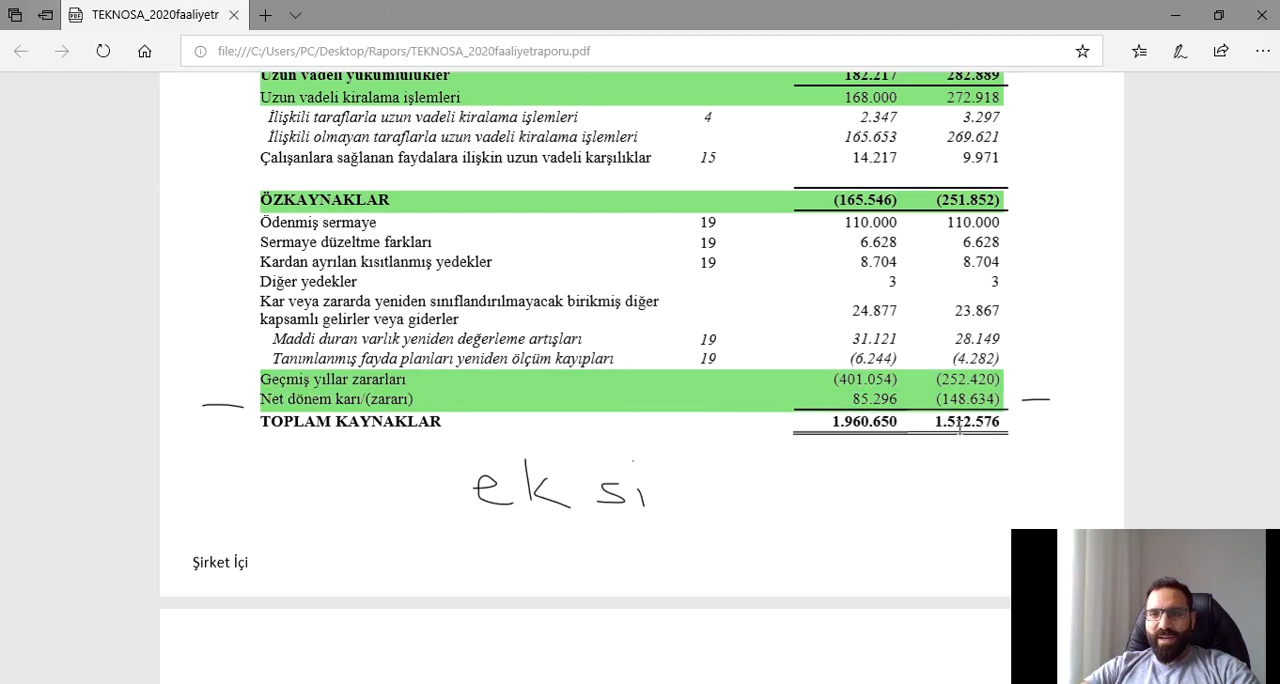 TEKNOSA_2020faaliyetr
file:///C:/Users/PC/Desktop/Rapors/TEKNOSA_2020faaliyetraporu.pdf
Uzun vadeli yükümlülükler 182.217 282.889
Uzun vadeli kiralama işlemleri 168.000 272.918
İlişkili taraflarla uzun vadeli kiralama işlemleri 4 2.347 3.297
İlişkili olmayan taraflarla uzun vadeli kiralama işlemleri 165.653 269.621
Çalışanlara sağlanan faydalara ilişkin uzun vadeli karşılıklar 15 14.217 9.971
ÖZKAYNAKLAR (165.546) (251.852)
Ödenmiş sermaye 19 110.000 110.000
Sermaye düzeltme farkları 19 6.628 6.628
Kardan ayrılan kısıtlanmış yedekler 19 8.704 8.704
Diğer yedekler 3 3
Kar veya zararda yeniden sınıflandırılmayacak birikmiş diğer
kapsamlı gelirler veya giderler 24.877 23.867
Maddi duran varlık yeniden değerleme artışları 19 31.121 28.149
Tanımlanmış fayda planları yeniden ölçüm kayıpları 19 (6.244) (4.282)
Geçmiş yıllar zararları (401.054) (252.420)
Net dönem karı/(zararı) 85.296 (148.634)
TOPLAM KAYNAKLAR 1.960.650 1.512.576
eksi
Şirket İçi